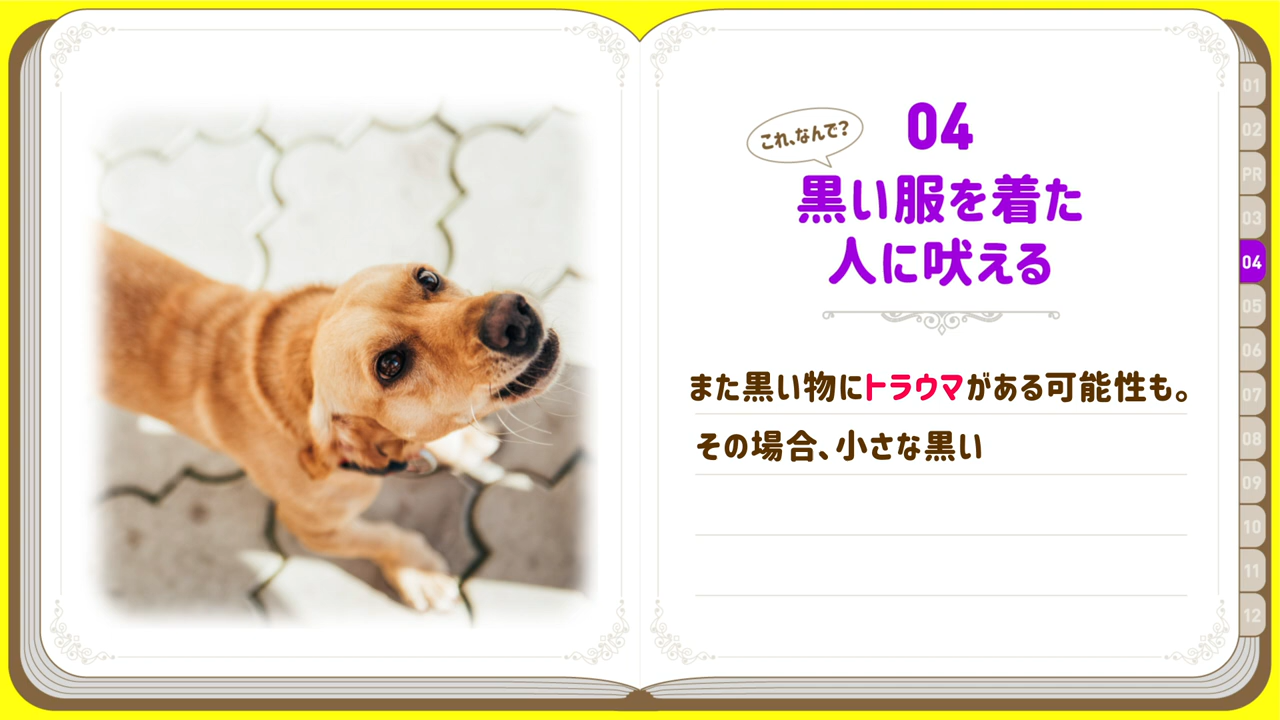 これ、なんで?
04
黒い服を着た
人に吠える
また黒い物にトラウマがある可能性も。
その場合、小さな黒い
01
02
PR
03
04
05
06
07
08
09
10
11
12